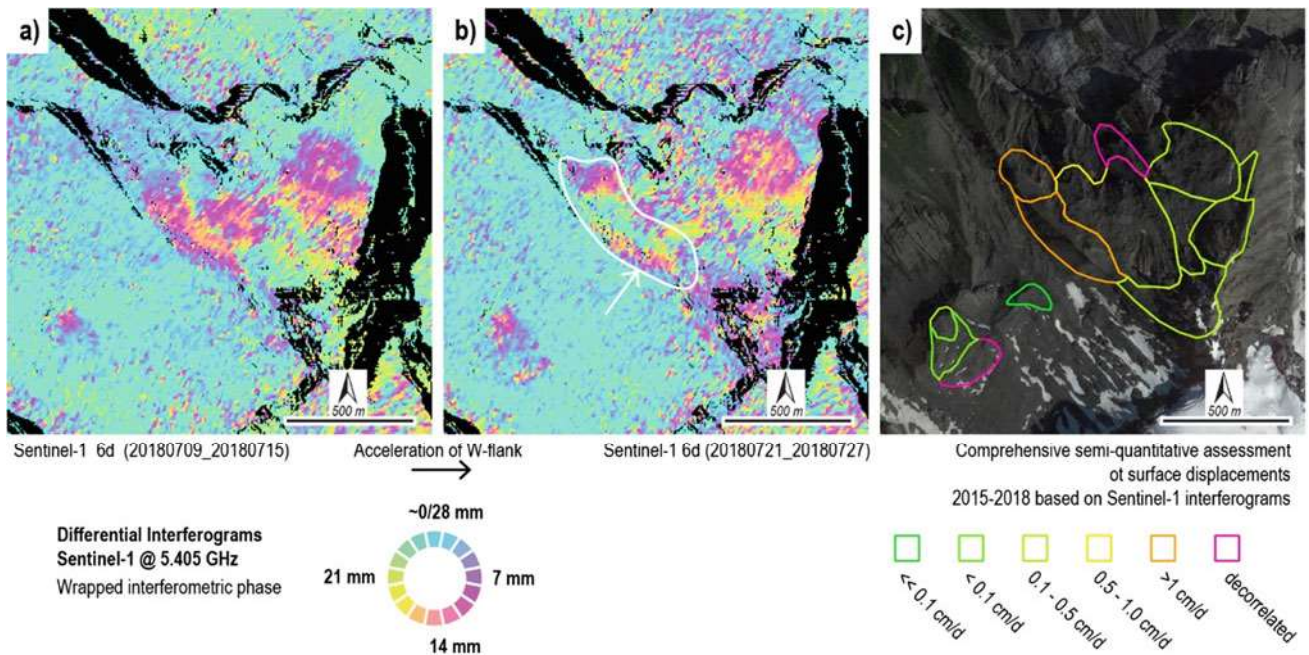 a)
b)
c)
500 m
500 m
500 m
Sentinel-1 6d (20180709_20180715)
Acceleration of W-flank
Sentinel-1 6d (20180721_20180727)
Comprehensive semi-quantitative assessment
ot surface displacements
2015-2018 based on Sentinel-1 interferograms
Differential Interferograms
Sentinel-1 @ 5.405 GHz
Wrapped interferometric phase
~0/28 mm
21 mm
7 mm
14 mm
<< 0.1 cm/d
< 0.1 cm/d
0.1 - 0.5 cm/d
0.5 - 1.0 cm/d
>1 cm/d
decorrelated